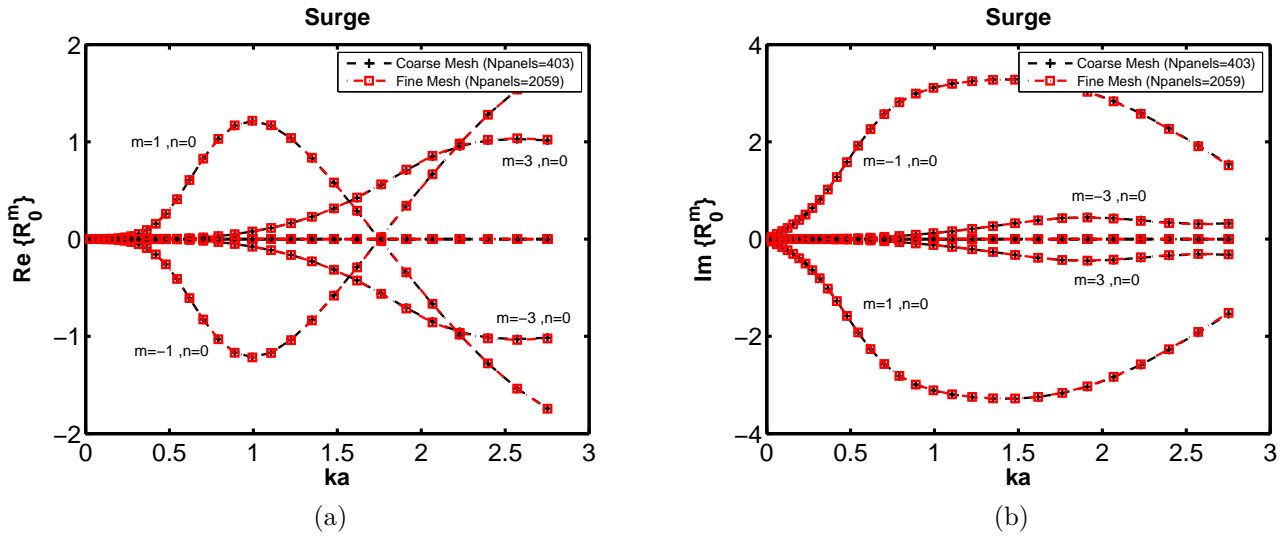 Surge
2
1
0
−1
−2
Re {R₀ᵐ}
Coarse Mesh (Npanels=403)
Fine Mesh (Npanels=2059)
m=1 ,n=0
m=3 ,n=0
m=−3 ,n=0
m=−1 ,n=0
0 0.5 1 1.5 2 2.5 3
ka
(a)
Surge
4
2
0
−2
−4
Im {R₀ᵐ}
Coarse Mesh (Npanels=403)
Fine Mesh (Npanels=2059)
m=−1 ,n=0
m=−3 ,n=0
m=3 ,n=0
m=1 ,n=0
0 0.5 1 1.5 2 2.5 3
ka
(b)